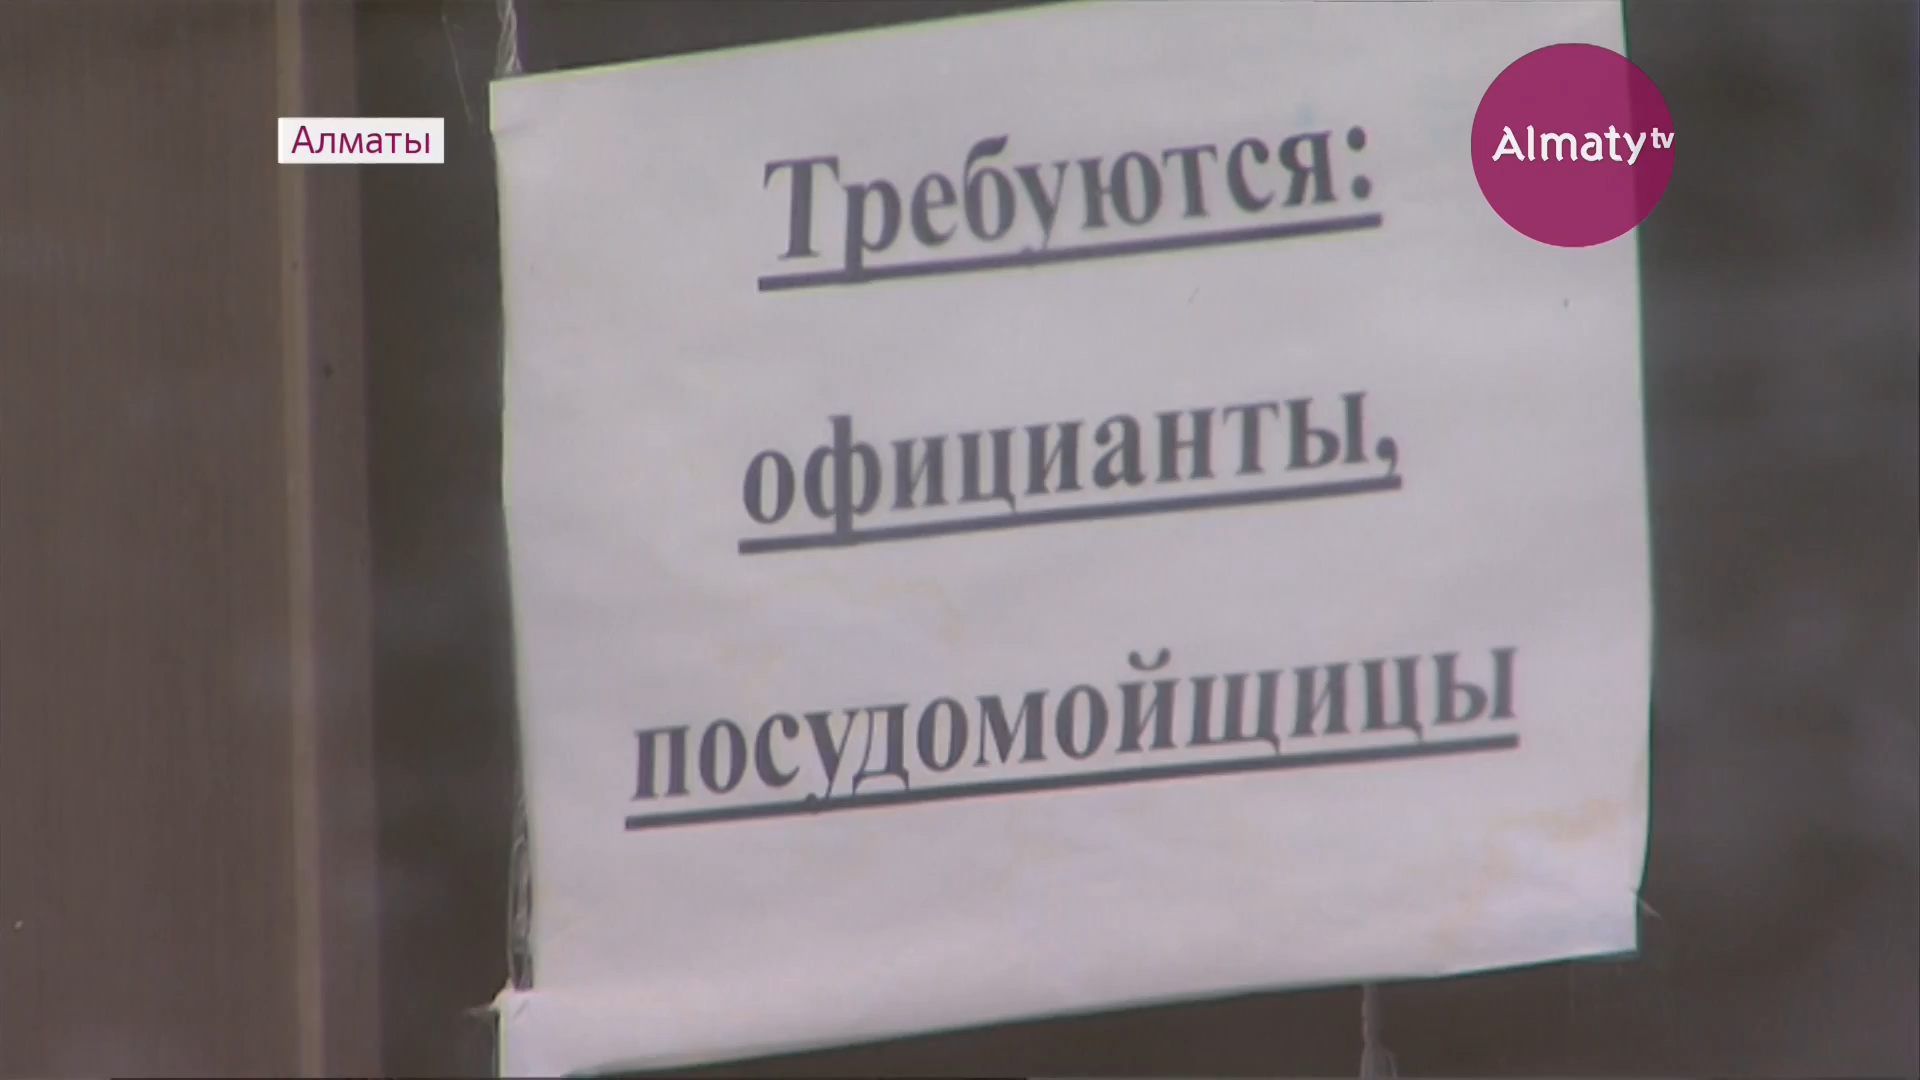 Алматы
Almaty tv
Требуются:
официанты,
посудомойщицы